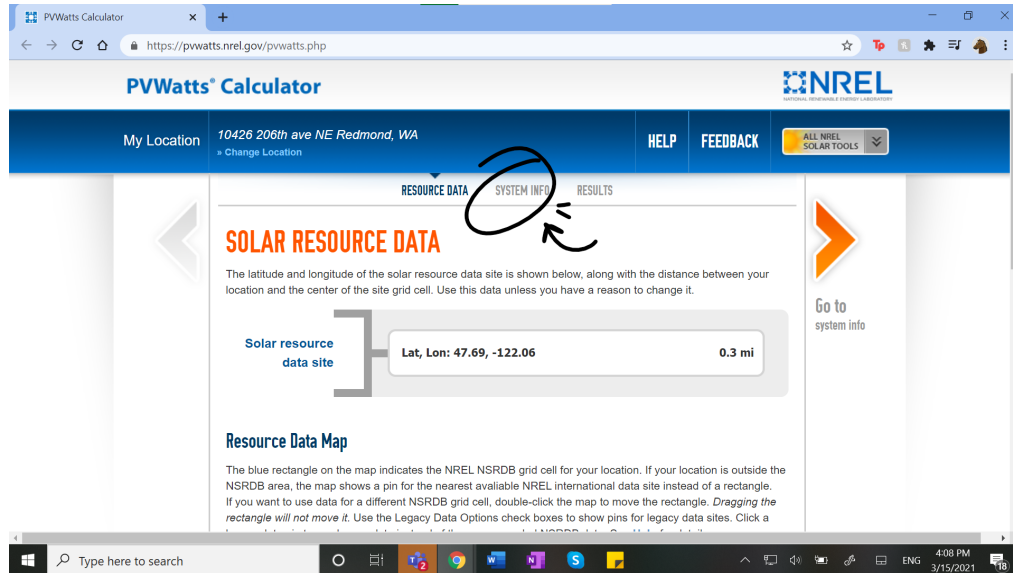 PVWatts Calculator
https://pvwatts.nrel.gov/pvwatts.php
PVWatts® Calculator
NREL
NATIONAL RENEWABLE ENERGY LABORATORY
My Location
10426 206th ave NE Redmond, WA
» Change Location
HELP
FEEDBACK
ALL NREL
SOLAR TOOLS
RESOURCE DATA
SYSTEM INFO
RESULTS
SOLAR RESOURCE DATA
The latitude and longitude of the solar resource data site is shown below, along with the distance between your
location and the center of the site grid cell. Use this data unless you have a reason to change it.
Go to
system info
Solar resource
data site
Lat, Lon: 47.69, -122.06
0.3 mi
Resource Data Map
The blue rectangle on the map indicates the NREL NSRDB grid cell for your location. If your location is outside the
NSRDB area, the map shows a pin for the nearest avaliable NREL international data site instead of a rectangle.
If you want to use data for a different NSRDB grid cell, double-click the map to move the rectangle. Dragging the
rectangle will not move it. Use the Legacy Data Options check boxes to show pins for legacy data sites. Click a
Type here to search
ENG
4:08 PM
3/15/2021
18